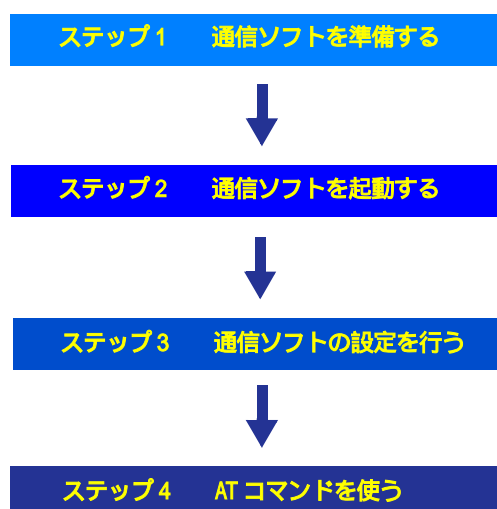 ステップ1　通信ソフトを準備する
ステップ2　通信ソフトを起動する
ステップ3　通信ソフトの設定を行う
ステップ4　ATコマンドを使う